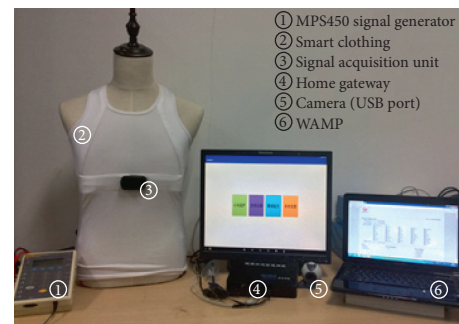 ① MPS450 signal generator
② Smart clothing
③ Signal acquisition unit
④ Home gateway
⑤ Camera (USB port)
⑥ WAMP
②
③
①
④
⑤
⑥